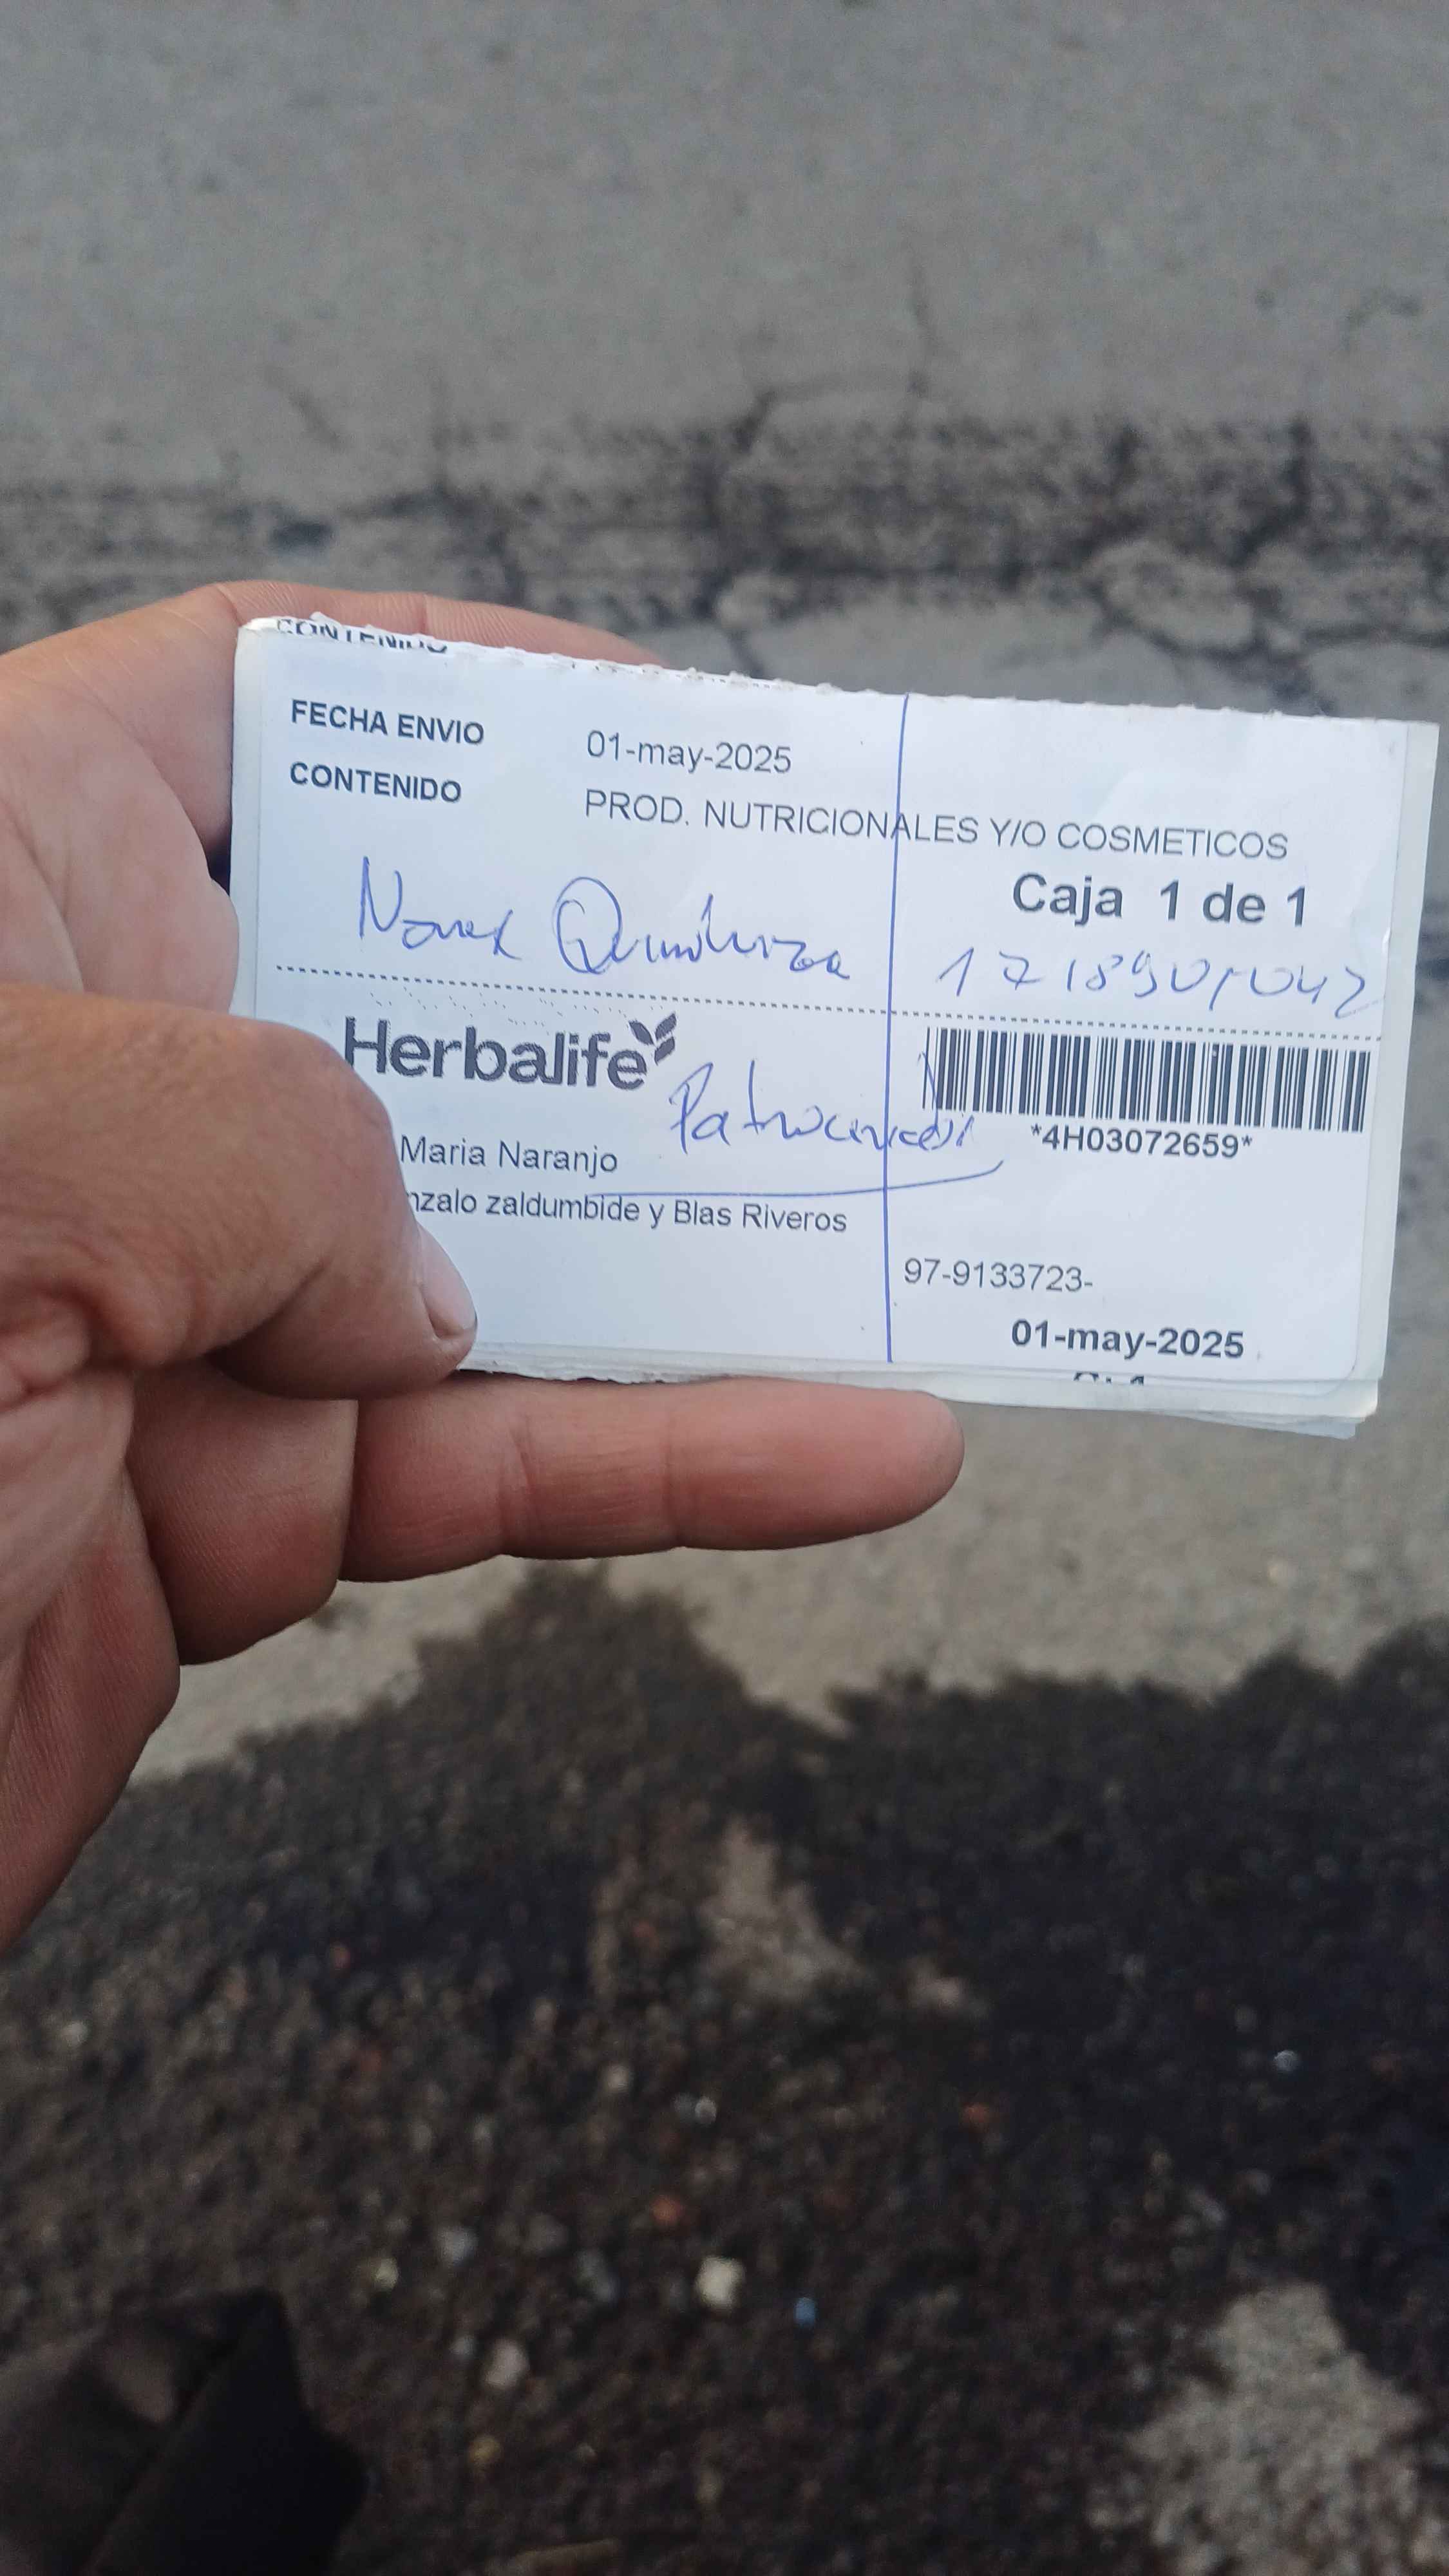 CONTENIDO
FECHA ENVIO 01-may-2025
CONTENIDO PROD. NUTRICIONALES Y/O COSMETICOS
Caja 1 de 1
Herbalife
*4H03072659*
Maria Naranjo
nzalo zaldumbide y Blas Riveros
97-9133723-
01-may-2025